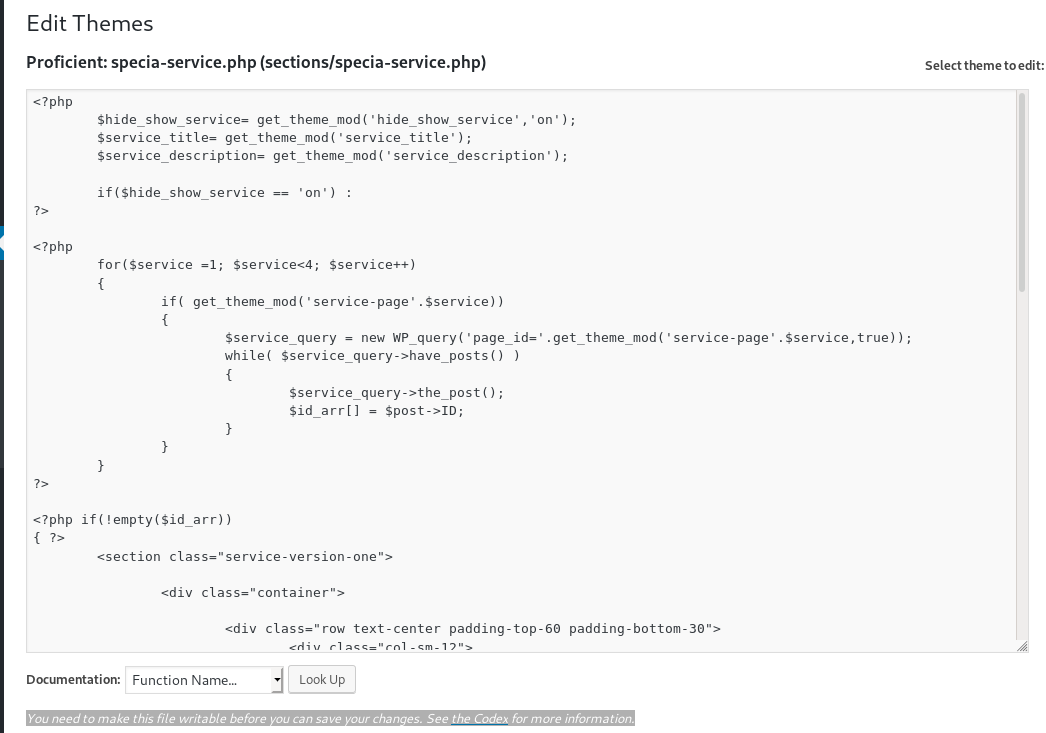 Edit Themes
Proficient: specia-service.php (sections/specia-service.php)
Select theme to edit:
<?php
        $hide_show_service= get_theme_mod('hide_show_service','on');
        $service_title= get_theme_mod('service_title');
        $service_description= get_theme_mod('service_description');

        if($hide_show_service == 'on') :
?>

<?php
        for($service =1; $service<4; $service++)
        {
                if( get_theme_mod('service-page'.$service))
                {
                        $service_query = new WP_query('page_id='.get_theme_mod('service-page'.$service,true));
                        while( $service_query->have_posts() )
                        {
                                $service_query->the_post();
                                $id_arr[] = $post->ID;
                        }
                }
        }
?>

<?php if(!empty($id_arr))
{ ?>
        <section class="service-version-one">

                <div class="container">

                        <div class="row text-center padding-top-60 padding-bottom-30">
                                <div class="col-sm-12">
Documentation: Function Name... Look Up
You need to make this file writable before you can save your changes. See the Codex for more information.